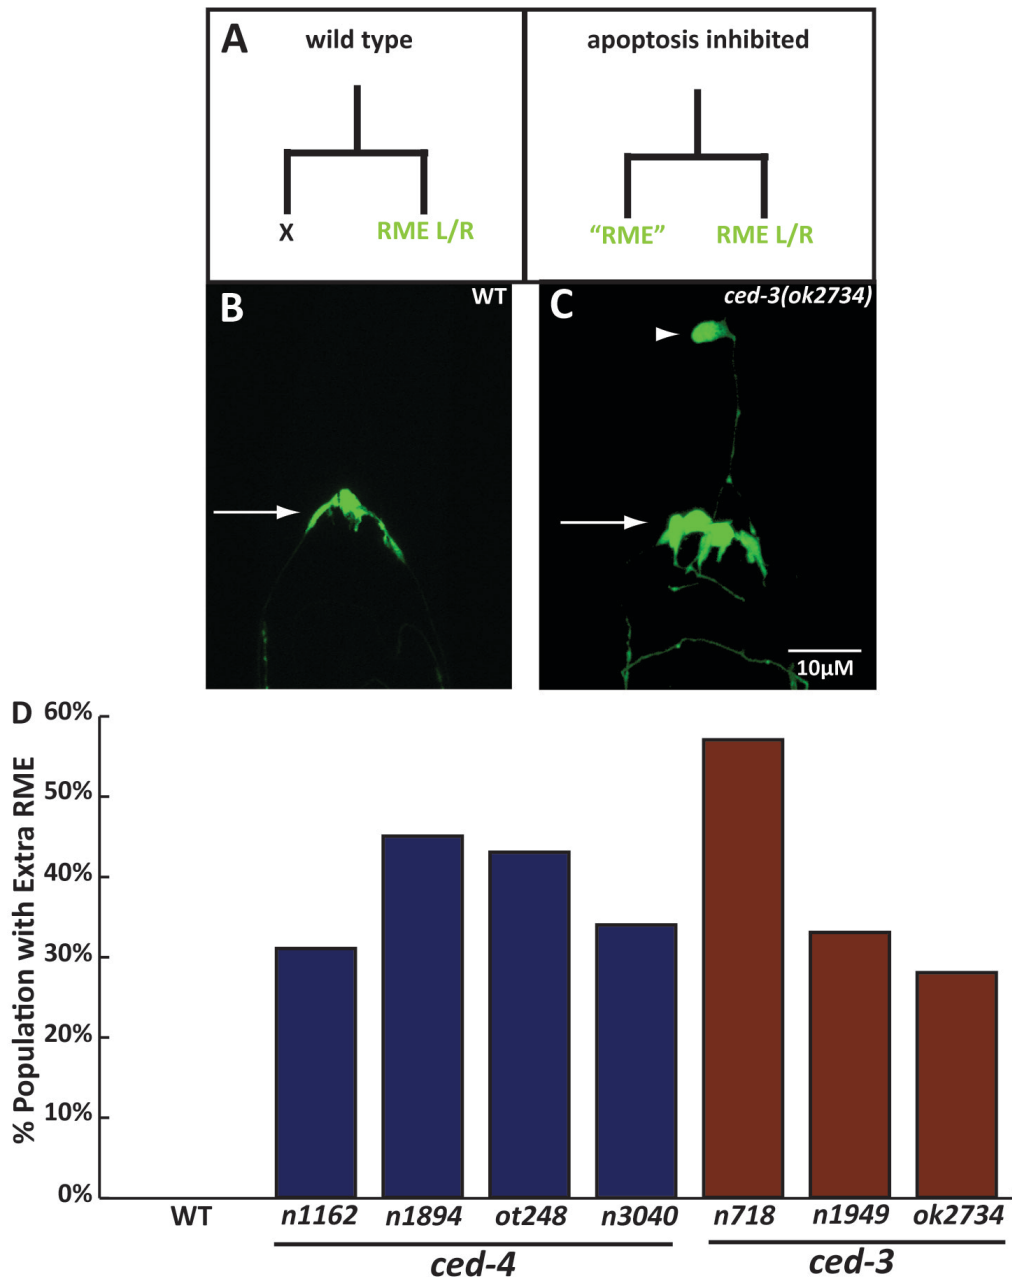 A
wild type
apoptosis inhibited
X
RME L/R
“RME”
RME L/R
B
WT
C
ced-3(ok2734)
10µM
D
% Population with Extra RME
60%
50%
40%
30%
20%
10%
0%
WT
n1162
n1894
ot248
n3040
n718
n1949
ok2734
ced-4
ced-3